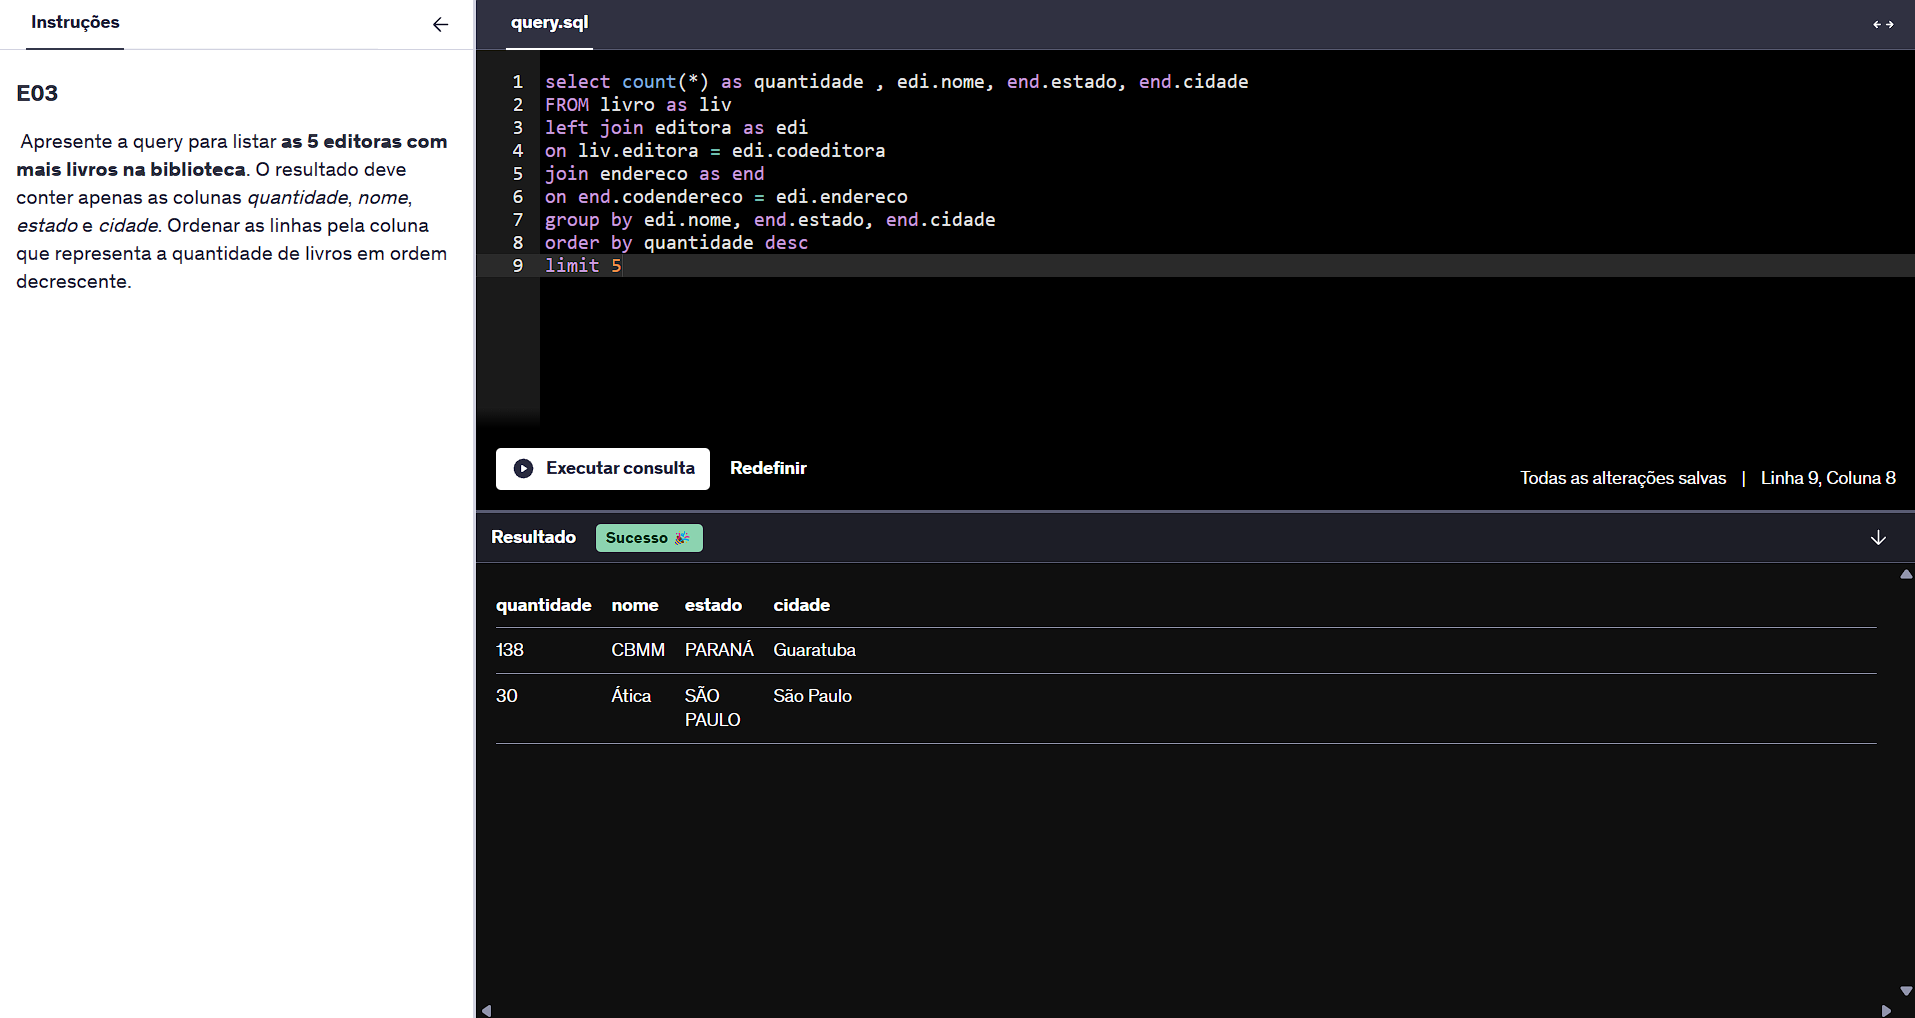 Instruções
E03
Apresente a query para listar as 5 editoras com
mais livros na biblioteca. O resultado deve
conter apenas as colunas quantidade, nome,
estado e cidade. Ordenar as linhas pela coluna
que representa a quantidade de livros em ordem
decrescente.
query.sql
1 select count(*) as quantidade , edi.nome, end.estado, end.cidade
2 FROM livro as liv
3 left join editora as edi
4 on liv.editora = edi.codeditora
5 join endereco as end
6 on end.codendereco = edi.endereco
7 group by edi.nome, end.estado, end.cidade
8 order by quantidade desc
9 limit 5
Executar consulta Redefinir
Todas as alterações salvas | Linha 9, Coluna 8
Resultado Sucesso 🎉
quantidade nome estado cidade
138 CBMM PARANÁ Guaratuba
30 Ática SÃO PAULO São Paulo